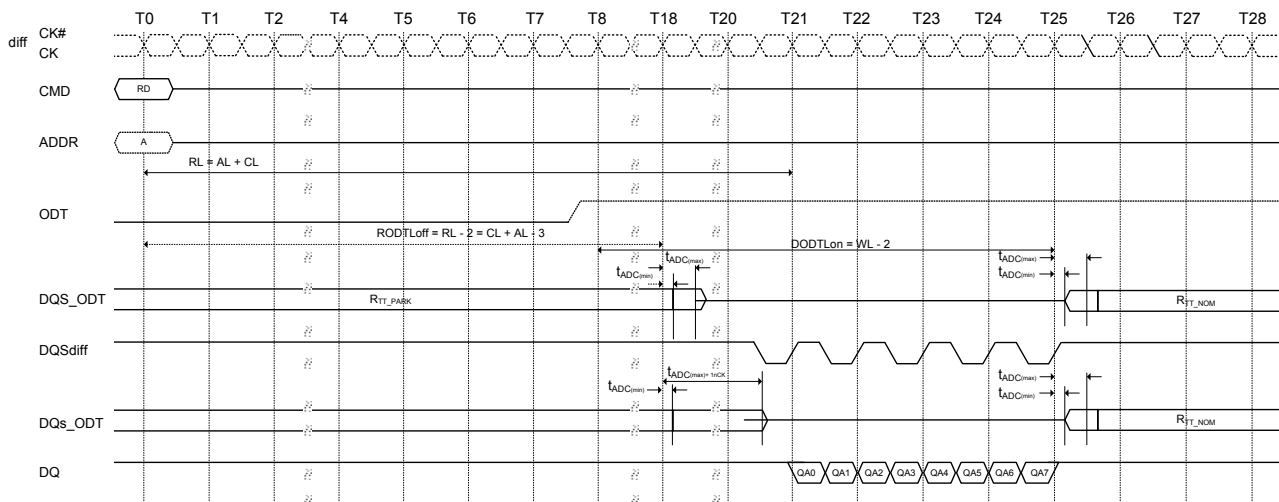 T0 T1 T2 T4 T5 T6 T7 T8 T18 T20 T21 T22 T23 T24 T25 T26 T27 T28
diff CK#
CK
CMD RD
ADDR A
RL = AL + CL
ODT
RODTLoff = RL - 2 = CL + AL - 3
DODTLon = WL - 2
tADC(max) tADC(max)
tADC(min) tADC(min)
DQS_ODT RTT_PARK RTT_NOM
DQSdiff
tADC(max)+ 1nCK tADC(max)
tADC(min) tADC(min)
DQs_ODT RTT_NOM
DQ QA0 QA1 QA2 QA3 QA4 QA5 QA6 QA7